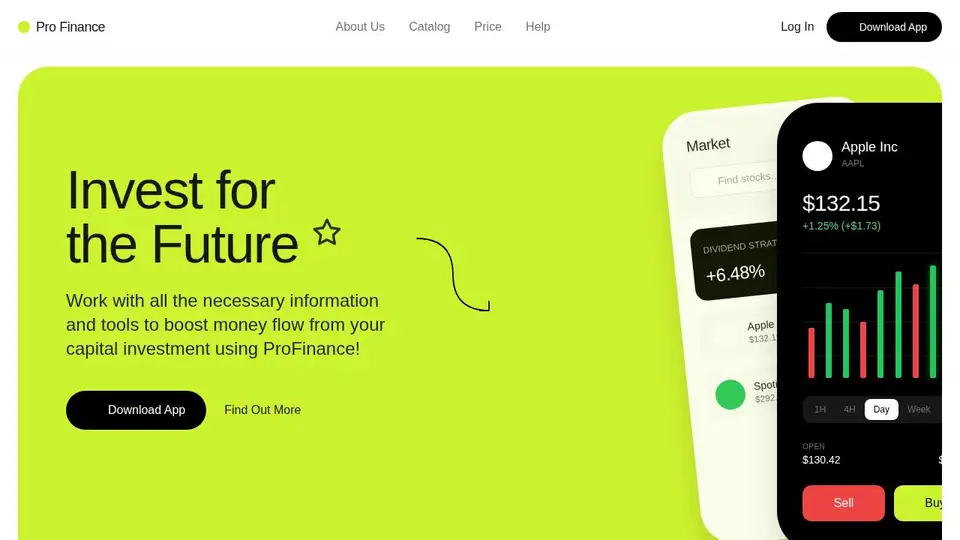 Pro Finance
About Us
Catalog
Price
Help
Log In
Download App
Invest for
the Future
Work with all the necessary information
and tools to boost money flow from your
capital investment using ProFinance!
Download App
Find Out More
Market
Find stocks...
DIVIDEND STRAT
+6.48%
Apple
$132.1
Spoti
$292.
Apple Inc
AAPL
$132.15
+1.25% (+$1.73)
1H
4H
Day
Week
OPEN
$130.42
$
Sell
Buy